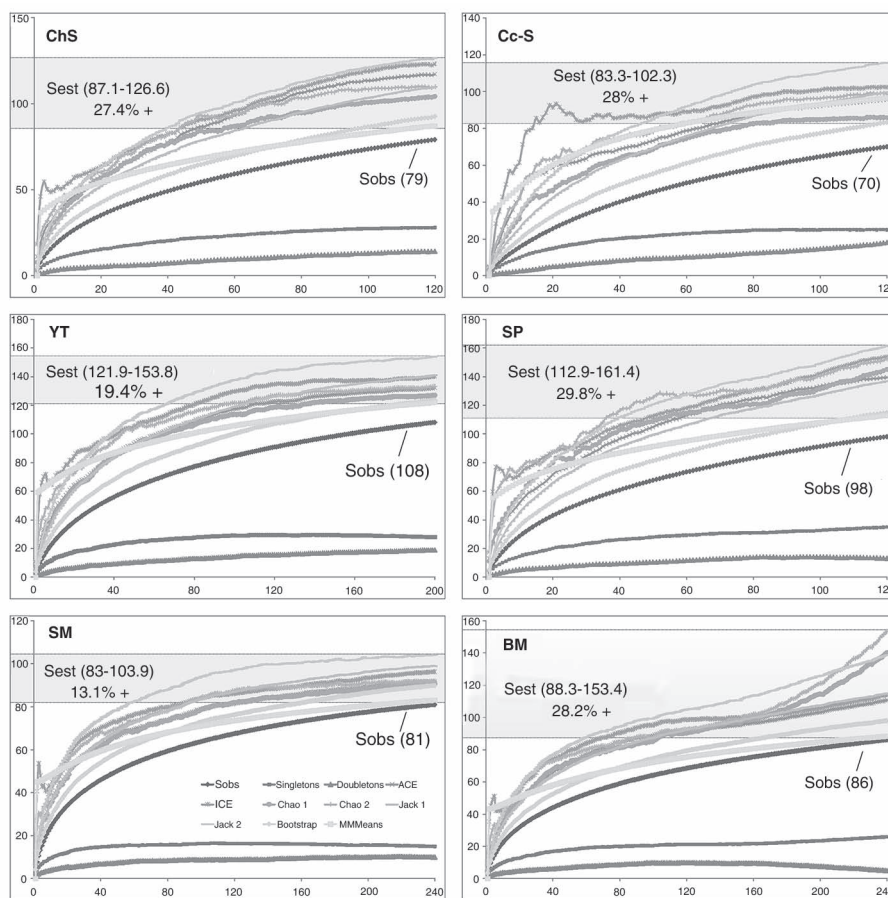 ChS
150
100
50
0
Sest (87.1-126.6)
27.4% +
Sobs (79)
0 20 40 60 80 100 120
Cc-S
140
120
100
80
60
40
20
0
Sest (83.3-102.3)
28% +
Sobs (70)
0 20 40 60 80 100 120
YT
180
160
140
120
100
80
60
40
20
0
Sest (121.9-153.8)
19.4% +
Sobs (108)
0 40 80 120 160 200
SP
180
160
140
120
100
80
60
40
20
0
Sest (112.9-161.4)
29.8% +
Sobs (98)
0 20 40 60 80 100 120
SM
120
100
80
60
40
20
0
Sest (83-103.9)
13.1% +
Sobs (81)
Sobs Singletons Doubletons ACE
ICE Chao 1 Chao 2 Jack 1
Jack 2 Bootstrap MMMeans
0 40 80 120 160 200 240
BM
160
140
120
100
80
60
40
20
0
Sest (88.3-153.4)
28.2% +
Sobs (86)
0 40 80 120 160 200 240